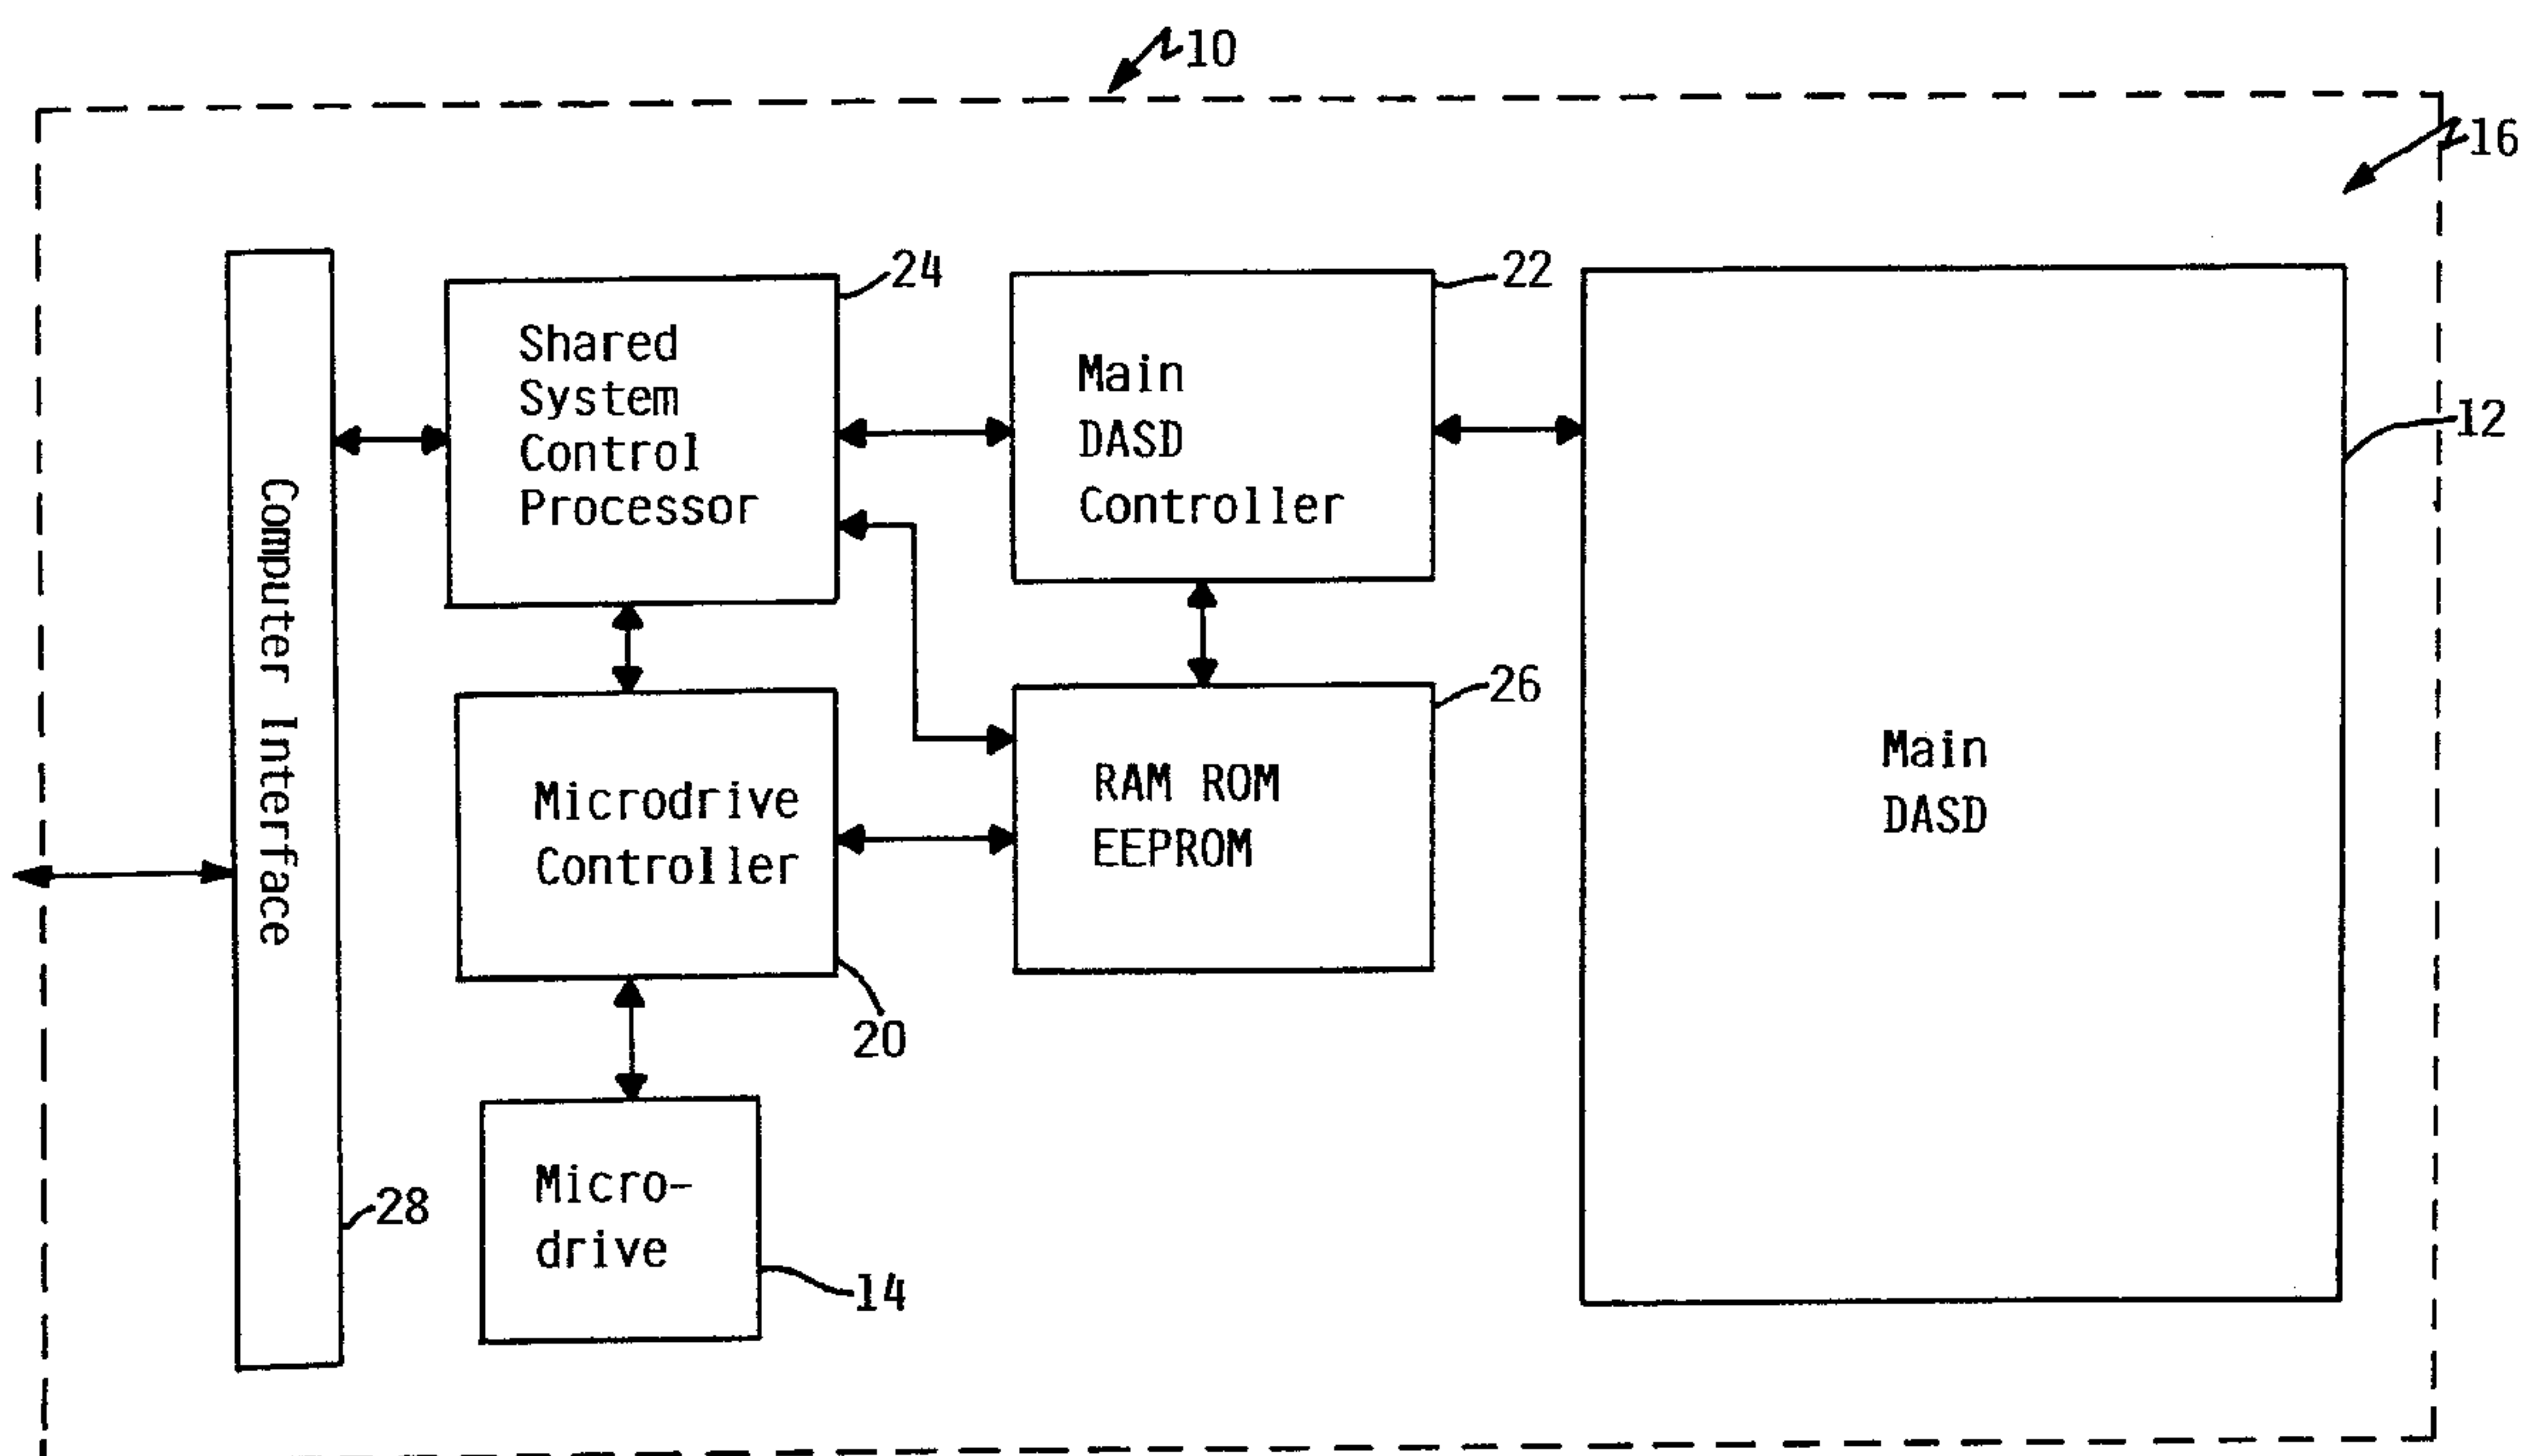 10
16
24
Shared
System
Control
Processor
22
Main
DASD
Controller
12
Computer Interface
26
Microdrive
Controller
RAM ROM
EEPROM
Main
DASD
20
28
Micro-
drive
14